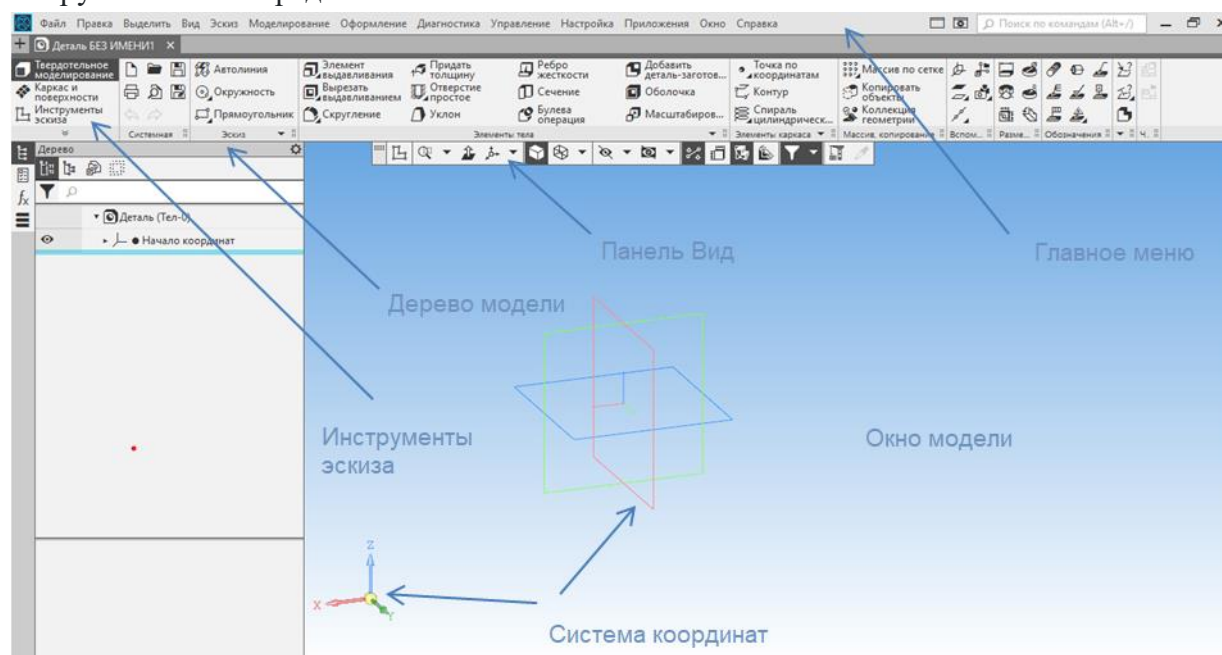 Файл Правка Выделить Вид Эскиз Моделирование Оформление Диагностика Управление Настройка Приложения Окно Справка
Поиск по командам (Alt+/)
Деталь БЕЗ ИМЕНИ1
Твердотельное моделирование
Каркас и поверхности
Инструменты эскиза
Системная
Автолиния
Окружность
Прямоугольник
Эскиз
Элемент выдавливания
Вырезать выдавливанием
Скругление
Придать толщину
Отверстие простое
Уклон
Ребро жесткости
Сечение
Булева операция
Добавить деталь-заготов...
Оболочка
Масштабиров...
Элементы тела
Точка по координатам
Контур
Спираль цилиндрическ...
Элементы каркаса
Массив по сетке
Копировать объекты
Коллекция геометрии
Массив, копирование
Вспом...
Разме...
Обозначения
Ч.
Дерево
fx
Деталь (Тел-0)
Начало координат
Панель Вид
Главное меню
Дерево модели
Инструменты
эскиза
Окно модели
Z
X
Y
Система координат